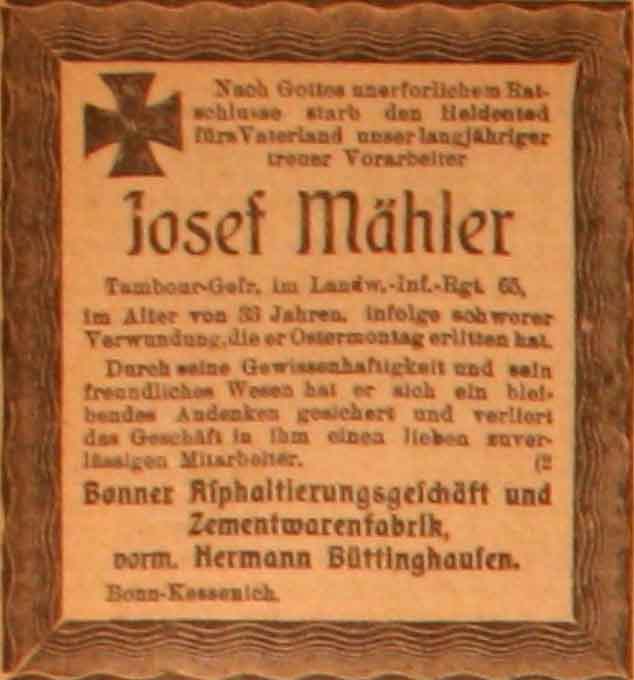 Nach Gottes unerforlichem Rat-
schlusse starb den Heldentod
fürs Vaterland unser langjähriger
treuer Vorarbeiter
Josef Mähler
Tambour-Gefr. im Landw.-Inf.-Rgt. 65,
im Alter von 33 Jahren, infolge schwerer
Verwundung, die er Ostermontag erlitten hat.
Durch seine Gewissenhaftigkeit und sein
freundliches Wesen hat er sich ein blei-
bendes Andenken gesichert und verliert
das Geschäft in ihm einen lieben zuver-
lässigen Mitarbeiter. (2
Bonner Asphaltierungsgeschäft und
Zementwarenfabrik,
vorm. Hermann Büttinghausen.
Bonn-Kessenich.